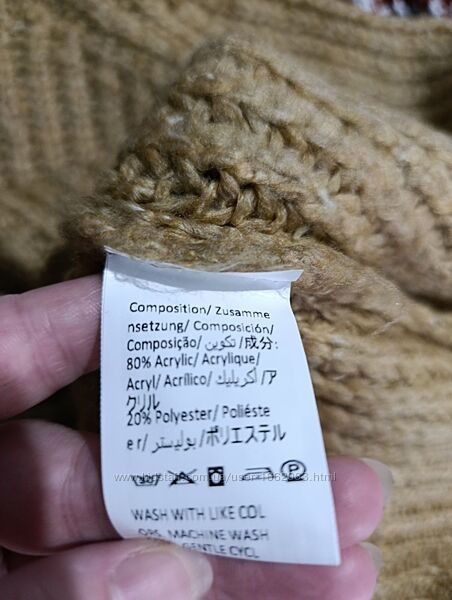 Composition/ Zusamme
nsetzung/ Composición/
Composição/ تكوين /成分:
80% Acrylic/ Acrylique/
Acryl/ Acrílico/ أكريليك /ア
クリル
20% Polyester/ Poliéste
e r/ بوليستر /ポリエステル
P
WASH WITH LIKE COL
ORS, MACHINE WASH
GENTLE CYCL